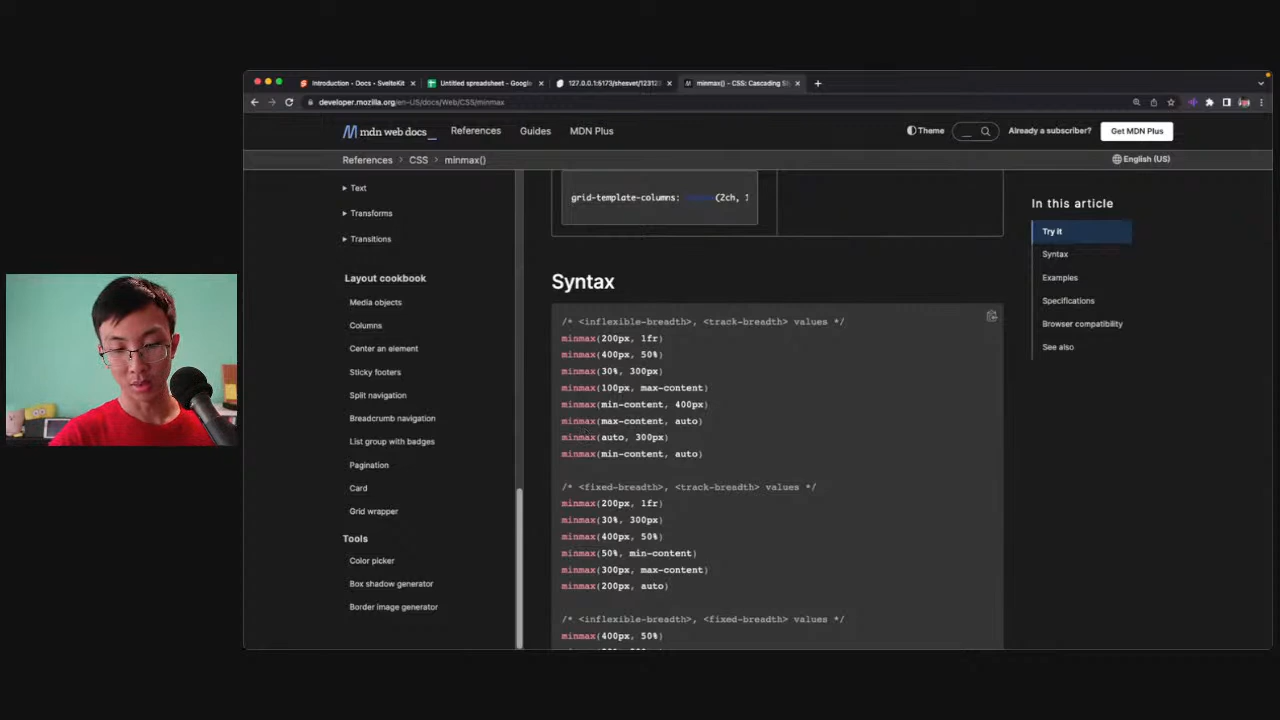 Introduction - Docs - SvelteKit
Untitled spreadsheet - Google
127.0.0.1:5173/shesvet/12312
minmax() - CSS: Cascading St
developer.mozilla.org/en-US/docs/Web/CSS/minmax
mdn web docs_
References
Guides
MDN Plus
Theme
Already a subscriber?
Get MDN Plus
References > CSS > minmax()
English (US)
Text
Transforms
Transitions
Layout cookbook
Media objects
Columns
Center an element
Sticky footers
Split navigation
Breadcrumb navigation
List group with badges
Pagination
Card
Grid wrapper
Tools
Color picker
Box shadow generator
Border image generator
grid-template-columns: (2ch, 1
Syntax
/* <inflexible-breadth>, <track-breadth> values */
minmax(200px, 1fr)
minmax(400px, 50%)
minmax(30%, 300px)
minmax(100px, max-content)
minmax(min-content, 400px)
minmax(max-content, auto)
minmax(auto, 300px)
minmax(min-content, auto)
/* <fixed-breadth>, <track-breadth> values */
minmax(200px, 1fr)
minmax(30%, 300px)
minmax(400px, 50%)
minmax(50%, min-content)
minmax(300px, max-content)
minmax(200px, auto)
/* <inflexible-breadth>, <fixed-breadth> values */
minmax(400px, 50%)
In this article
Try it
Syntax
Examples
Specifications
Browser compatibility
See also